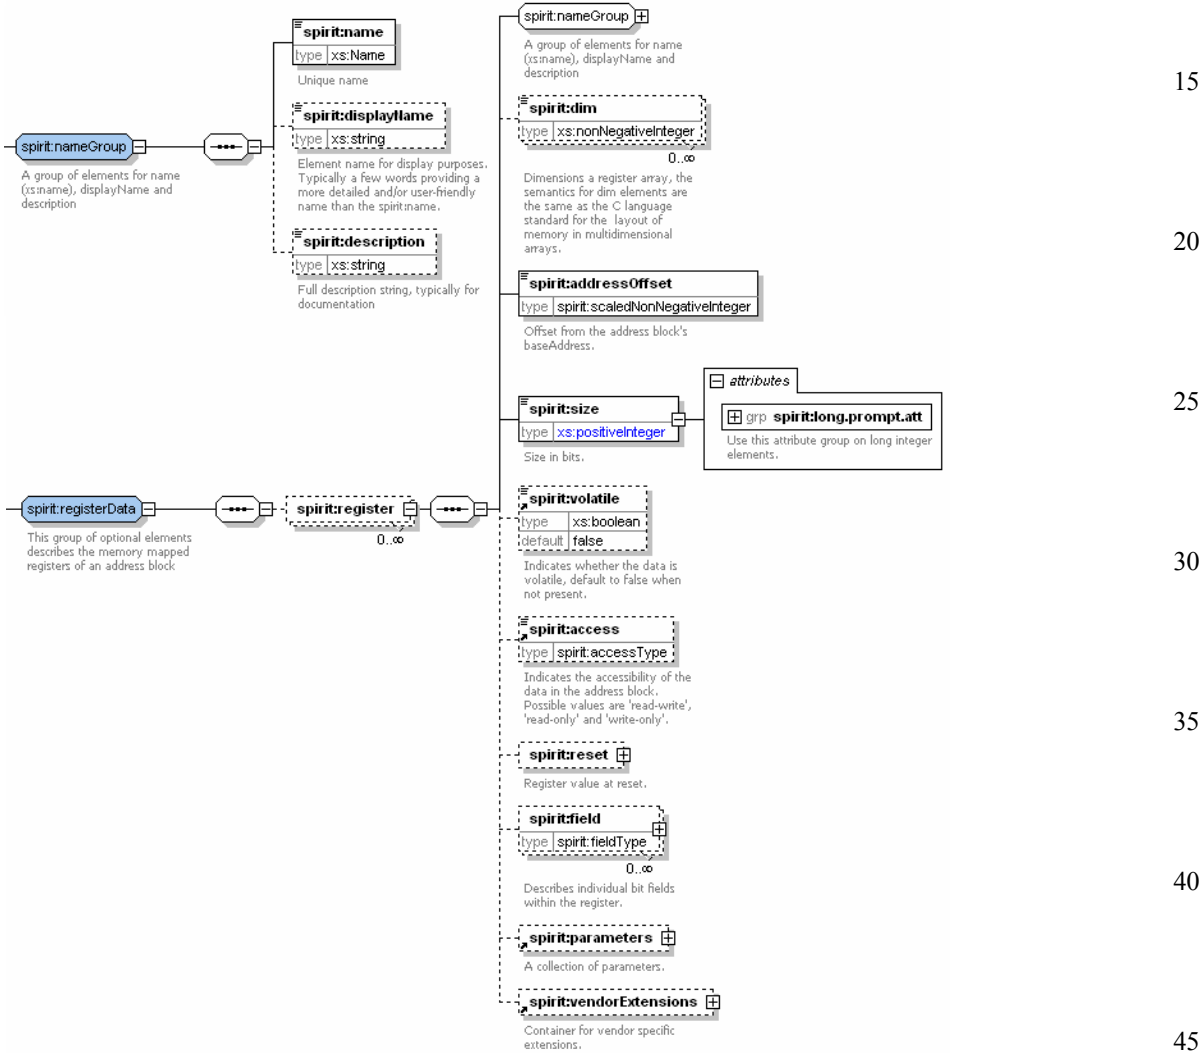 spirit:nameGroup
A group of elements for name
(xs:name), displayName and
description
spirit:name
type xs:Name
Unique name
spirit:displayName
type xs:string
Element name for display purposes.
Typically a few words providing a
more detailed and/or user-friendly
name than the spirit:name.
spirit:description
type xs:string
Full description string, typically for
documentation
spirit:registerData
This group of optional elements
describes the memory mapped
registers of an address block
spirit:register
0..∞
spirit:nameGroup
A group of elements for name
(xs:name), displayName and
description
spirit:dim
type xs:nonNegativeInteger
0..∞
Dimensions a register array, the
semantics for dim elements are
the same as the C language
standard for the layout of
memory in multidimensional
arrays.
spirit:addressOffset
type spirit:scaledNonNegativeInteger
Offset from the address block's
baseAddress.
spirit:size
type xs:positiveInteger
Size in bits.
attributes
grp spirit:long.prompt.att
Use this attribute group on long integer
elements.
spirit:volatile
type xs:boolean
default false
Indicates whether the data is
volatile, default to false when
not present.
spirit:access
type spirit:accessType
Indicates the accessibility of the
data in the address block.
Possible values are 'read-write',
'read-only' and 'write-only'.
spirit:reset
Register value at reset.
spirit:field
type spirit:fieldType
0..∞
Describes individual bit fields
within the register.
spirit:parameters
A collection of parameters.
spirit:vendorExtensions
Container for vendor specific
extensions.
15
20
25
30
35
40
45